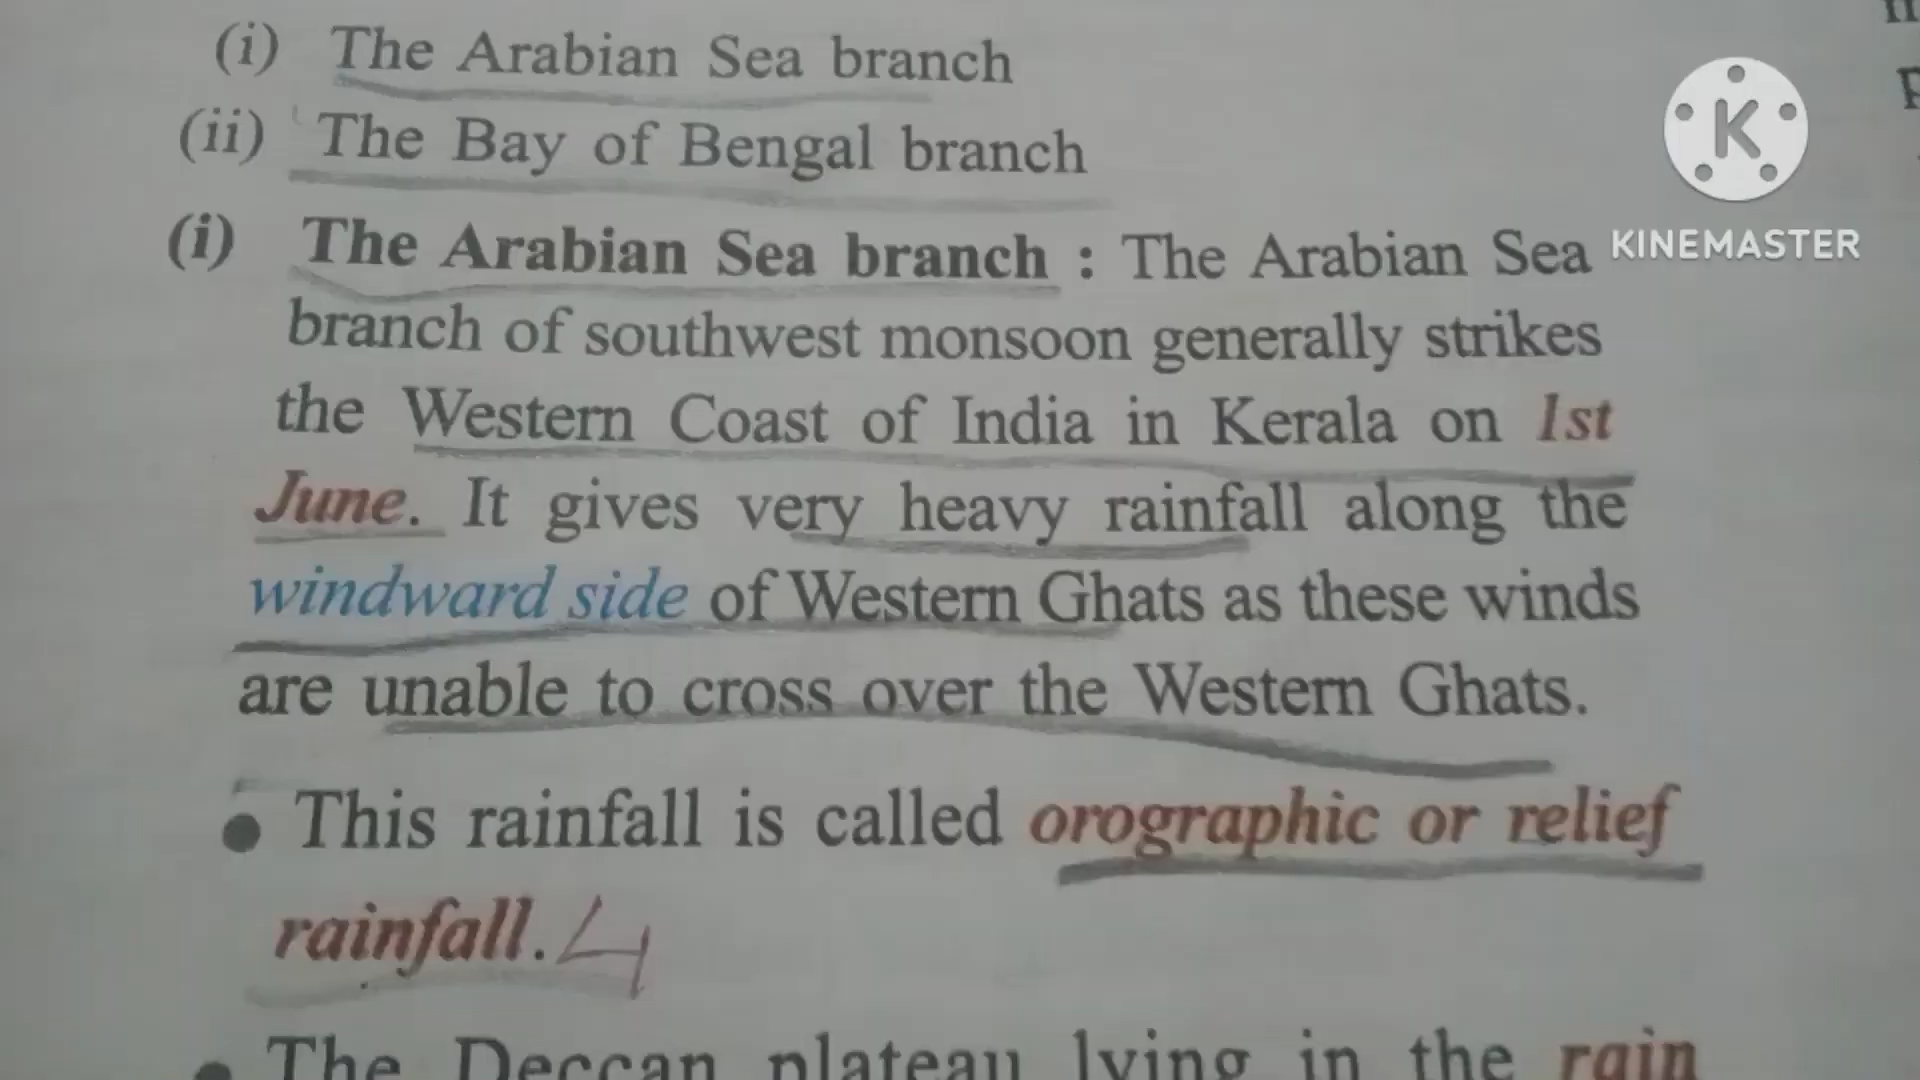 (i) The Arabian Sea branch
(ii) The Bay of Bengal branch
(i) The Arabian Sea branch : The Arabian Sea
branch of southwest monsoon generally strikes
the Western Coast of India in Kerala on 1st
June. It gives very heavy rainfall along the
windward side of Western Ghats as these winds
are unable to cross over the Western Ghats.
• This rainfall is called orographic or relief
rainfall. 4
• The Deccan plateau lying in the rain
K
KINEMASTER